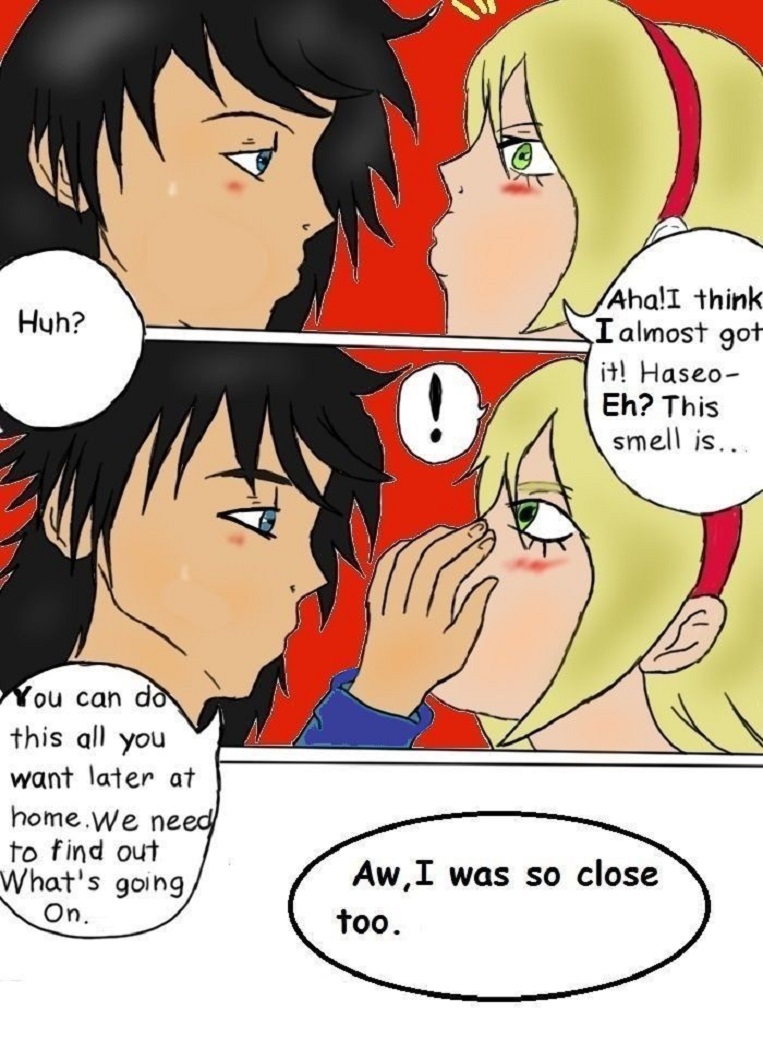 Huh?
Aha!I think
I almost got
it! Haseo-
Eh? This
smell is...
!
You can do
this all you
want later at
home.We need
to find out
What's going
On.
Aw,I was so close
too.